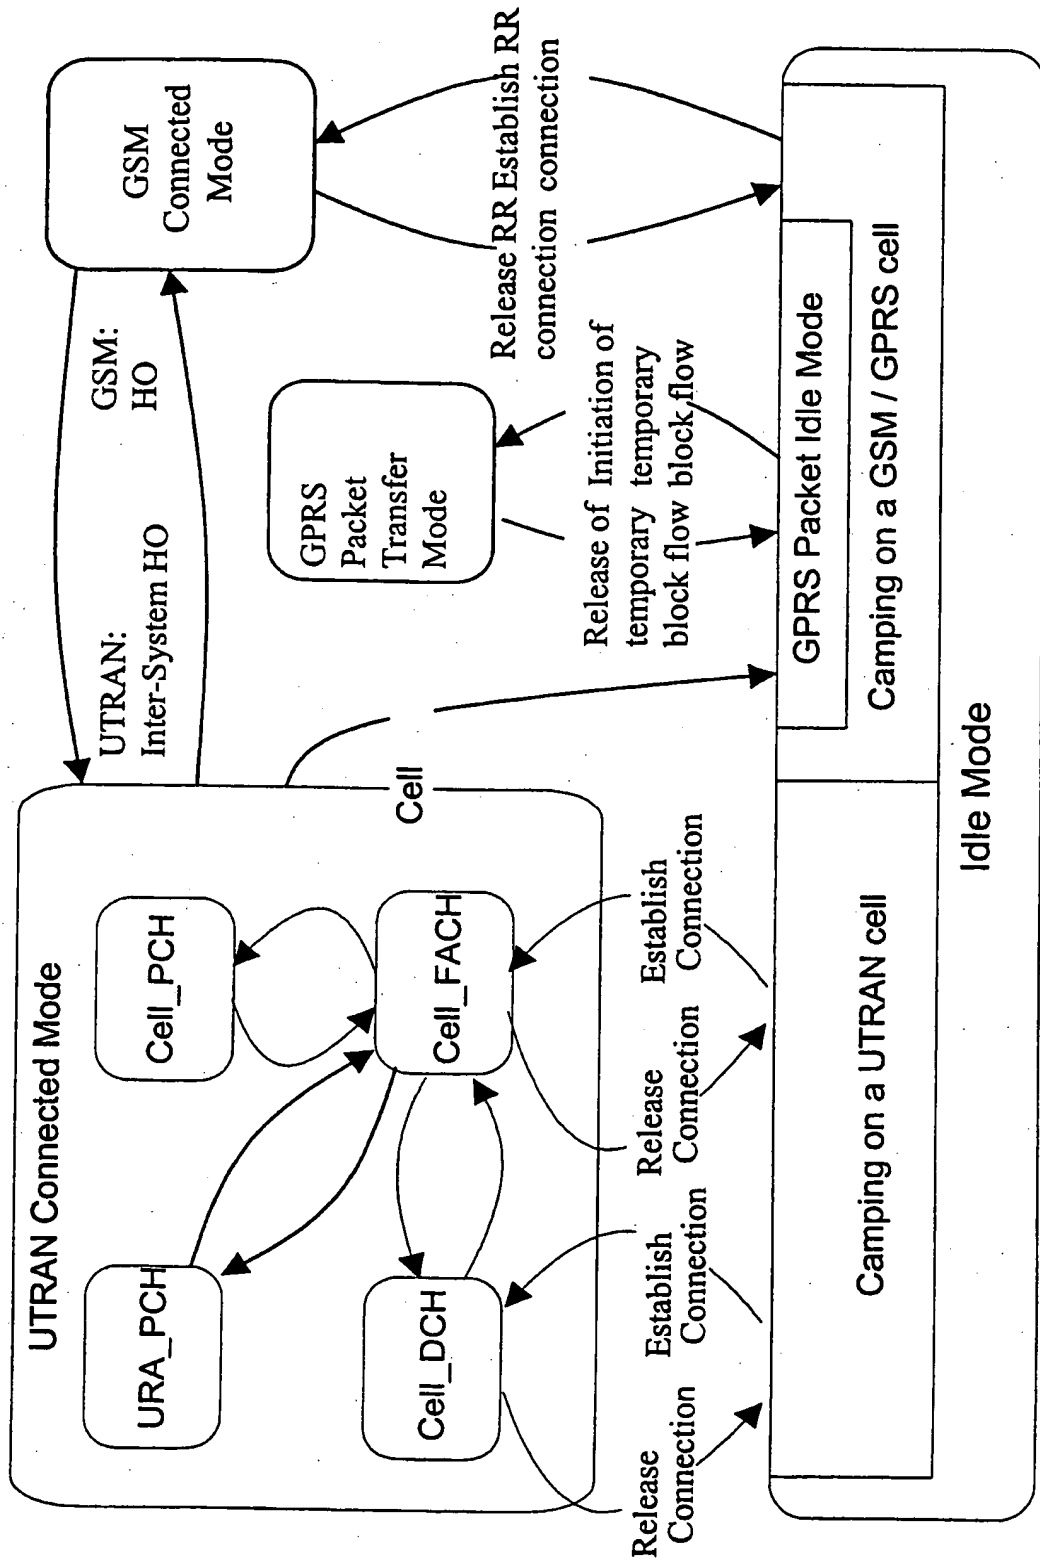 UTRAN Connected Mode
URA_PCH
Cell_PCH
Cell_DCH
Cell_FACH
UTRAN:
Inter-System HO
GSM:
HO
GSM
Connected
Mode
GPRS
Packet
Transfer
Mode
Cell
Release
Connection
Establish
Connection
Release
Connection
Establish
Connection
Release of
temporary
block flow
Initiation of
temporary
block flow
Release RR
connection
Establish RR
connection
GPRS Packet Idle Mode
Camping on a UTRAN cell
Camping on a GSM / GPRS cell
Idle Mode